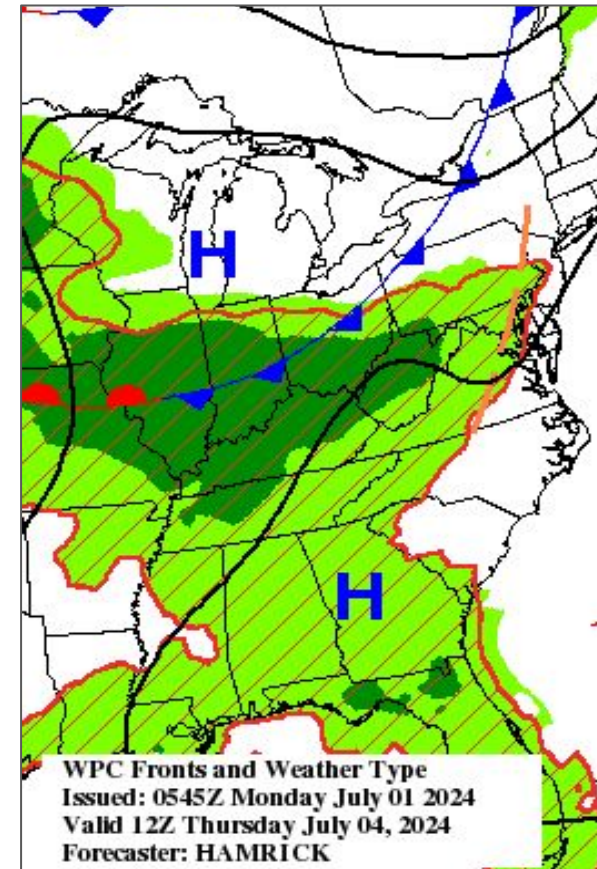 H
H
WPC Fronts and Weather Type
Issued: 0545Z Monday July 01 2024
Valid 12Z Thursday July 04, 2024
Forecaster: HAMRICK